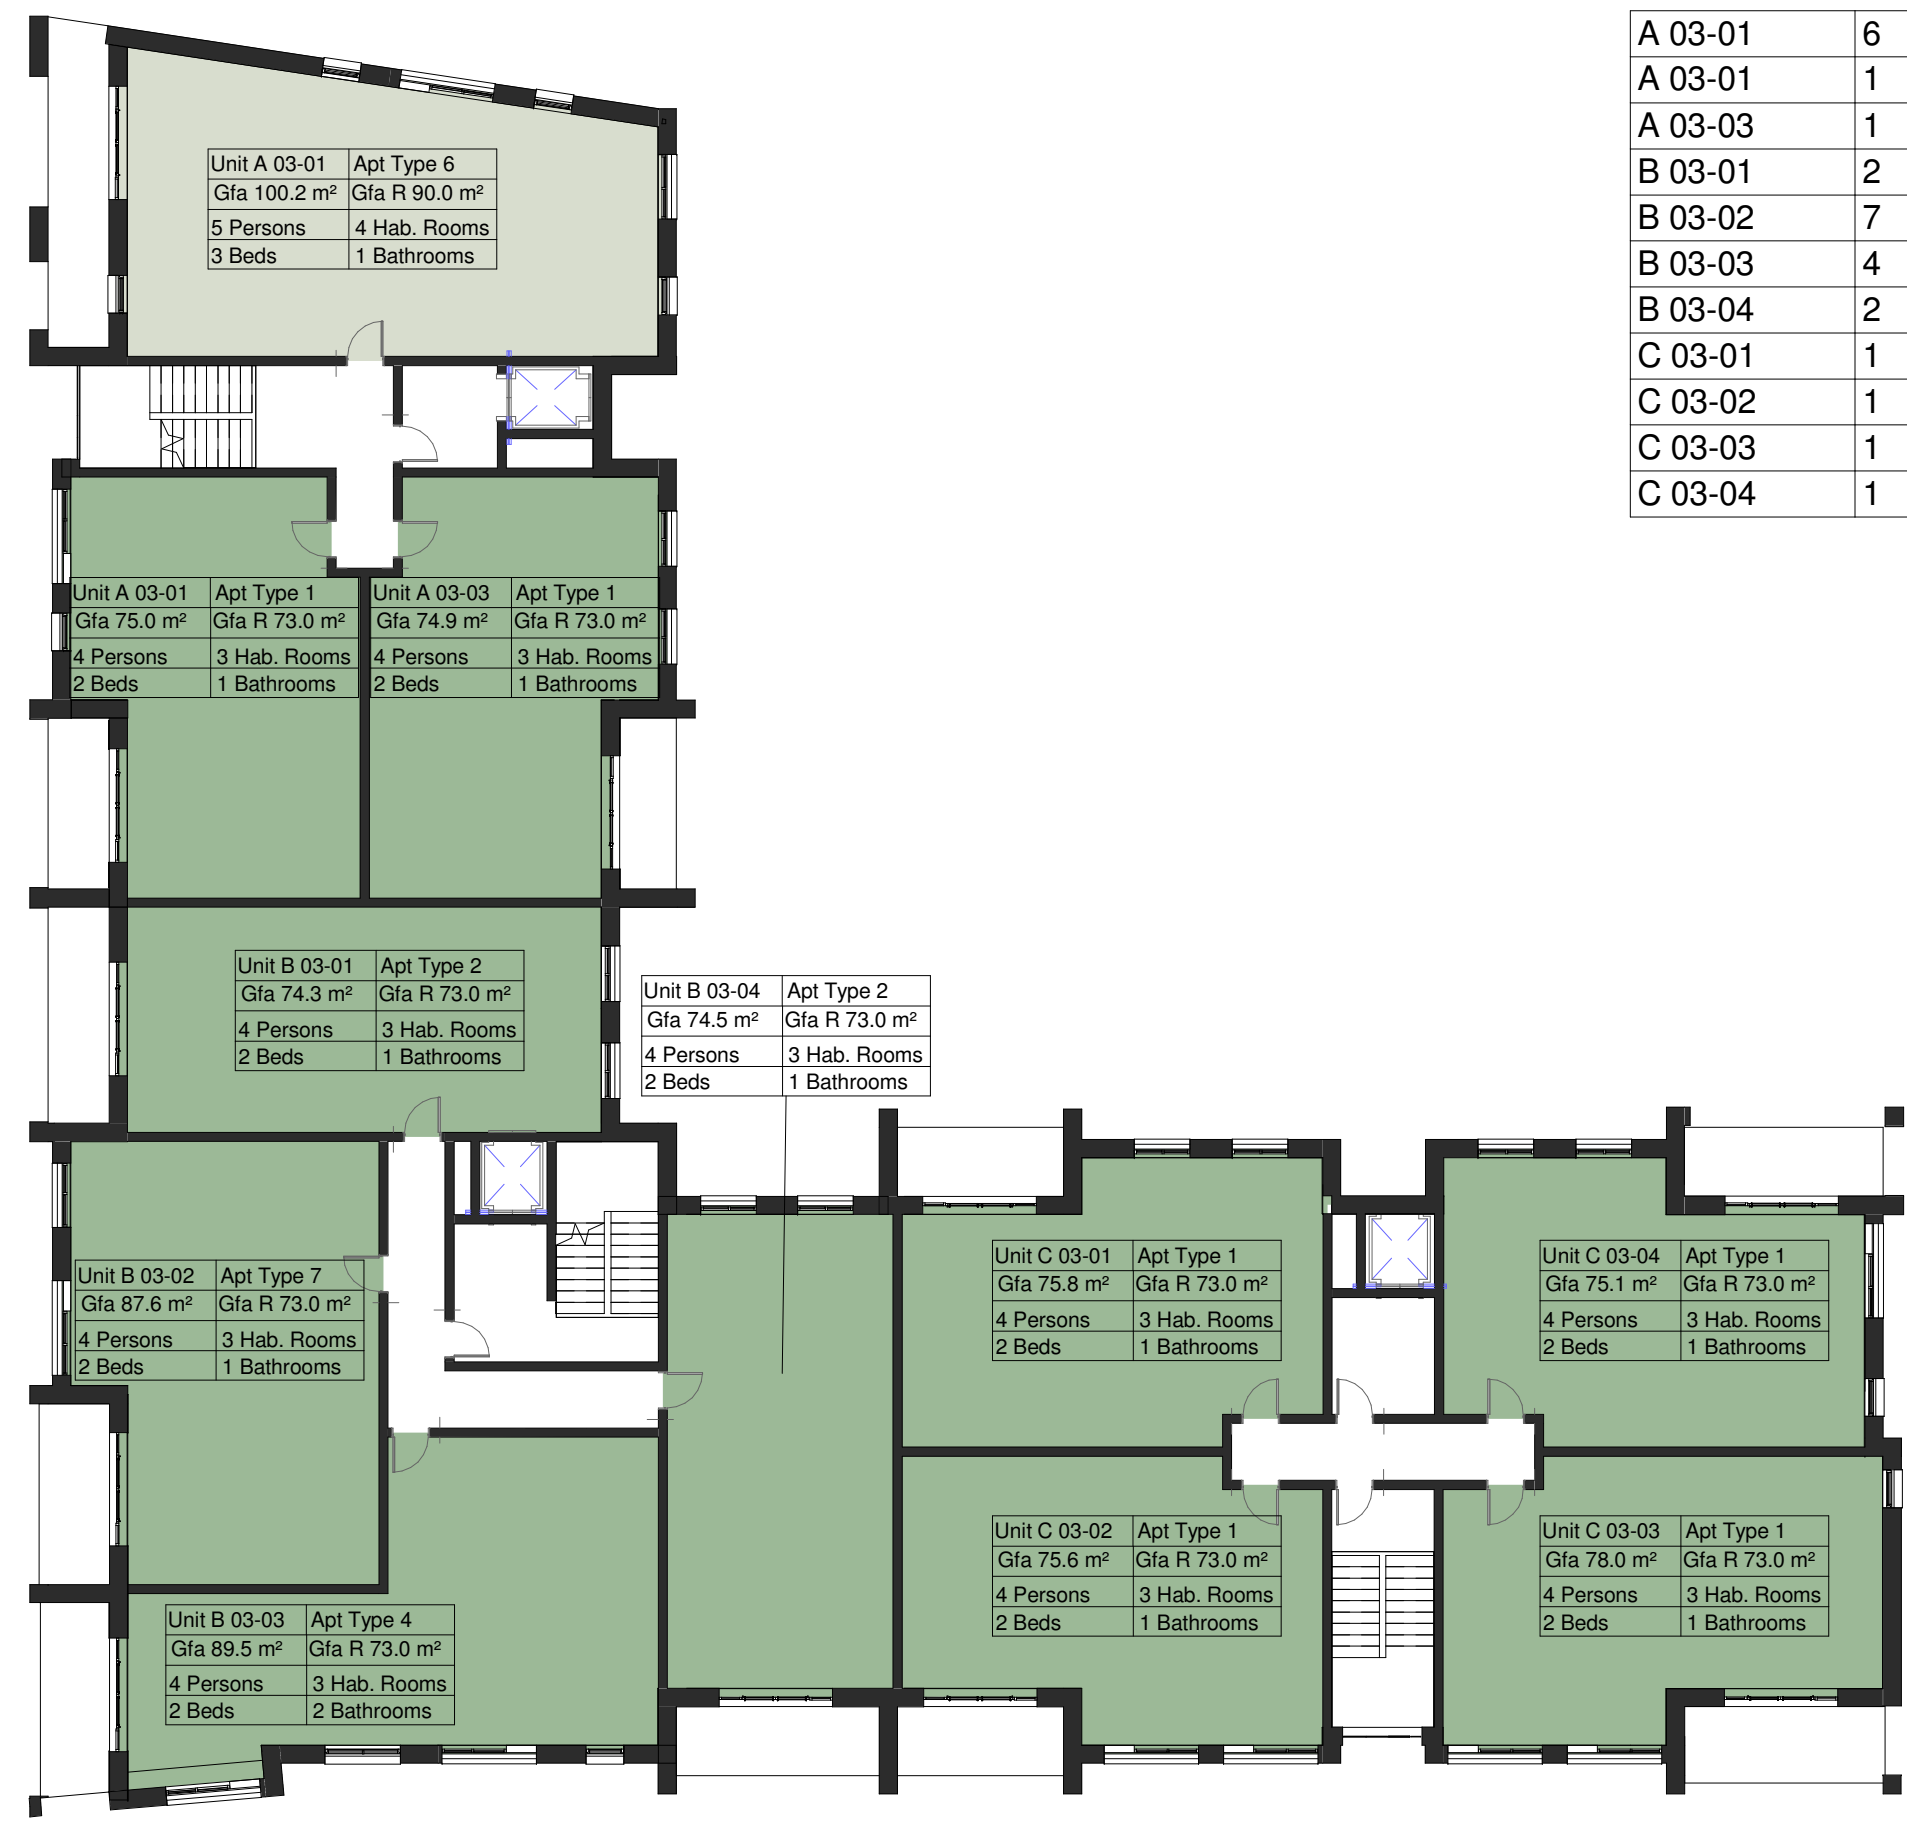 A 03-01 6
A 03-01 1
A 03-03 1
B 03-01 2
B 03-02 7
B 03-03 4
B 03-04 2
C 03-01 1
C 03-02 1
C 03-03 1
C 03-04 1
Unit A 03-01 Apt Type 6
Gfa 100.2 m² Gfa R 90.0 m²
5 Persons 4 Hab. Rooms
3 Beds 1 Bathrooms
Unit A 03-01 Apt Type 1
Gfa 75.0 m² Gfa R 73.0 m²
4 Persons 3 Hab. Rooms
2 Beds 1 Bathrooms
Unit A 03-03 Apt Type 1
Gfa 74.9 m² Gfa R 73.0 m²
4 Persons 3 Hab. Rooms
2 Beds 1 Bathrooms
Unit B 03-01 Apt Type 2
Gfa 74.3 m² Gfa R 73.0 m²
4 Persons 3 Hab. Rooms
2 Beds 1 Bathrooms
Unit B 03-04 Apt Type 2
Gfa 74.5 m² Gfa R 73.0 m²
4 Persons 3 Hab. Rooms
2 Beds 1 Bathrooms
Unit B 03-02 Apt Type 7
Gfa 87.6 m² Gfa R 73.0 m²
4 Persons 3 Hab. Rooms
2 Beds 1 Bathrooms
Unit C 03-01 Apt Type 1
Gfa 75.8 m² Gfa R 73.0 m²
4 Persons 3 Hab. Rooms
2 Beds 1 Bathrooms
Unit C 03-04 Apt Type 1
Gfa 75.1 m² Gfa R 73.0 m²
4 Persons 3 Hab. Rooms
2 Beds 1 Bathrooms
Unit C 03-02 Apt Type 1
Gfa 75.6 m² Gfa R 73.0 m²
4 Persons 3 Hab. Rooms
2 Beds 1 Bathrooms
Unit C 03-03 Apt Type 1
Gfa 78.0 m² Gfa R 73.0 m²
4 Persons 3 Hab. Rooms
2 Beds 1 Bathrooms
Unit B 03-03 Apt Type 4
Gfa 89.5 m² Gfa R 73.0 m²
4 Persons 3 Hab. Rooms
2 Beds 2 Bathrooms